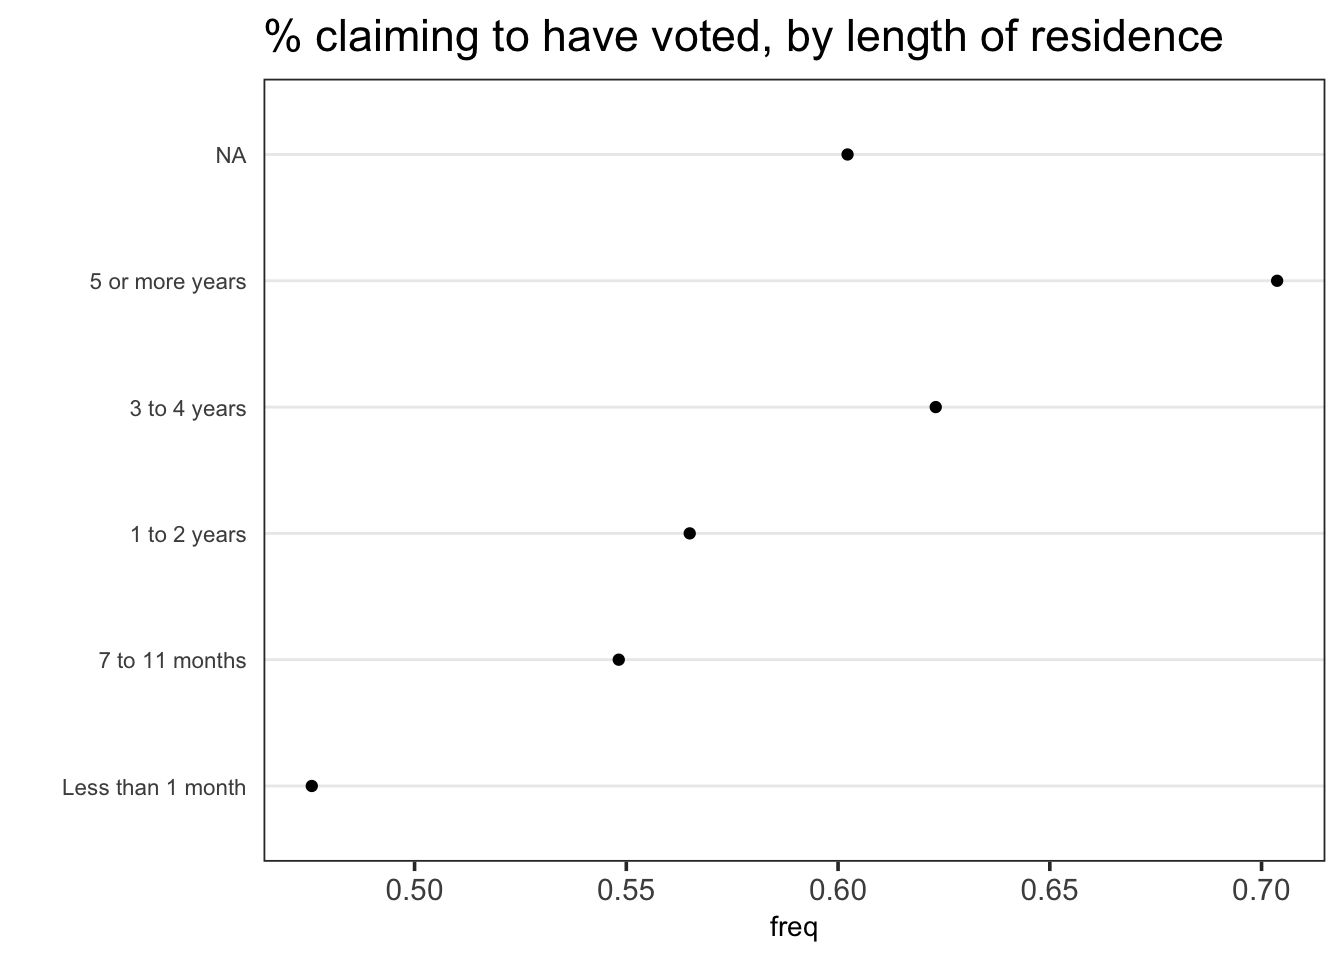 % claiming to have voted, by length of residence
NA
5 or more years
3 to 4 years
1 to 2 years
7 to 11 months
Less than 1 month
0.50 0.55 0.60 0.65 0.70
freq